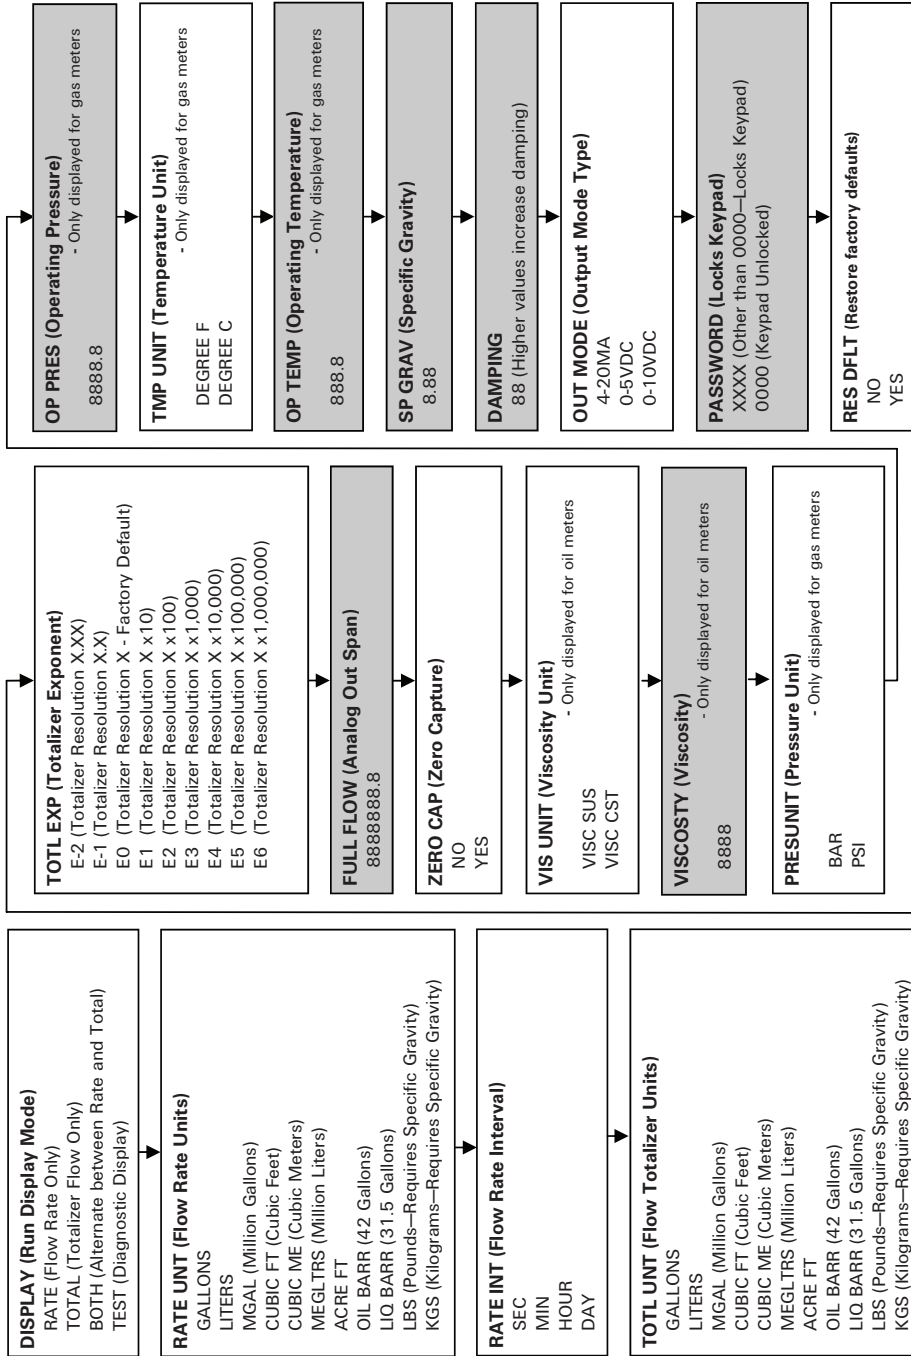 DISPLAY (Run Display Mode)
RATE (Flow Rate Only)
TOTAL (Totalizer Flow Only)
BOTH (Alternate between Rate and Total)
TEST (Diagnostic Display)
RATE UNT (Flow Rate Units)
GALLONS
LITERS
MGAL (Million Gallons)
CUBIC FT (Cubic Feet)
CUBIC ME (Cubic Meters)
MEGLTRS (Million Liters)
ACRE FT
OIL BARR (42 Gallons)
LIQ BARR (31.5 Gallons)
LBS (Pounds—Requires Specific Gravity)
KGS (Kilograms—Requires Specific Gravity)
RATE INT (Flow Rate Interval)
SEC
MIN
HOUR
DAY
TOTL UNT (Flow Totalizer Units)
GALLONS
LITERS
MGAL (Million Gallons)
CUBIC FT (Cubic Feet)
CUBIC ME (Cubic Meters)
MEGLTRS (Million Liters)
ACRE FT
OIL BARR (42 Gallons)
LIQ BARR (31.5 Gallons)
LBS (Pounds—Requires Specific Gravity)
KGS (Kilograms—Requires Specific Gravity)
TOTL EXP (Totalizer Exponent)
E-2 (Totalizer Resolution X.XX)
E-1 (Totalizer Resolution X.X)
E0 (Totalizer Resolution X - Factory Default)
E1 (Totalizer Resolution X x10)
E2 (Totalizer Resolution X x100)
E3 (Totalizer Resolution X x1,000)
E4 (Totalizer Resolution X x10,000)
E5 (Totalizer Resolution X x100,000)
E6 (Totalizer Resolution X x1,000,000)
FULL FLOW (Analog Out Span)
8888888.8
ZERO CAP (Zero Capture)
NO
YES
VIS UNIT (Viscosity Unit)
- Only displayed for oil meters
VISC SUS
VISC CST
VISCOSTY (Viscosity)
- Only displayed for oil meters
8888
PRESUNIT (Pressure Unit)
- Only displayed for gas meters
BAR
PSI
OP PRES (Operating Pressure)
- Only displayed for gas meters
8888.8
TMP UNIT (Temperature Unit)
- Only displayed for gas meters
DEGREE F
DEGREE C
OP TEMP (Operating Temperature)
- Only displayed for gas meters
888.8
SP GRAV (Specific Gravity)
8.88
DAMPING
88 (Higher values increase damping)
OUT MODE (Output Mode Type)
4-20MA
0-5VDC
0-10VDC
PASSWORD (Locks Keypad)
XXXX (Other than 0000—Locks Keypad)
0000 (Keypad Unlocked)
RES DFLT (Restore factory defaults)
NO
YES